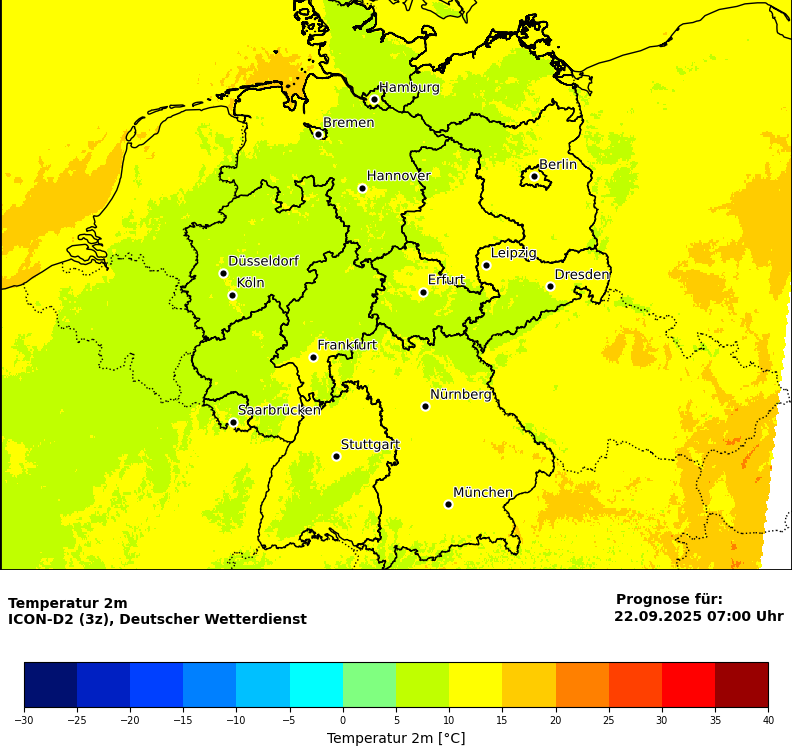 Hamburg
Bremen
Berlin
Hannover
Leipzig
Düsseldorf
Dresden
Erfurt
Köln
Frankfurt
Nürnberg
Saarbrücken
Stuttgart
München
Temperatur 2m
ICON-D2 (3z), Deutscher Wetterdienst
Prognose für:
22.09.2025 07:00 Uhr
−30 −25 −20 −15 −10 −5 0 5 10 15 20 25 30 35 40
Temperatur 2m [°C]